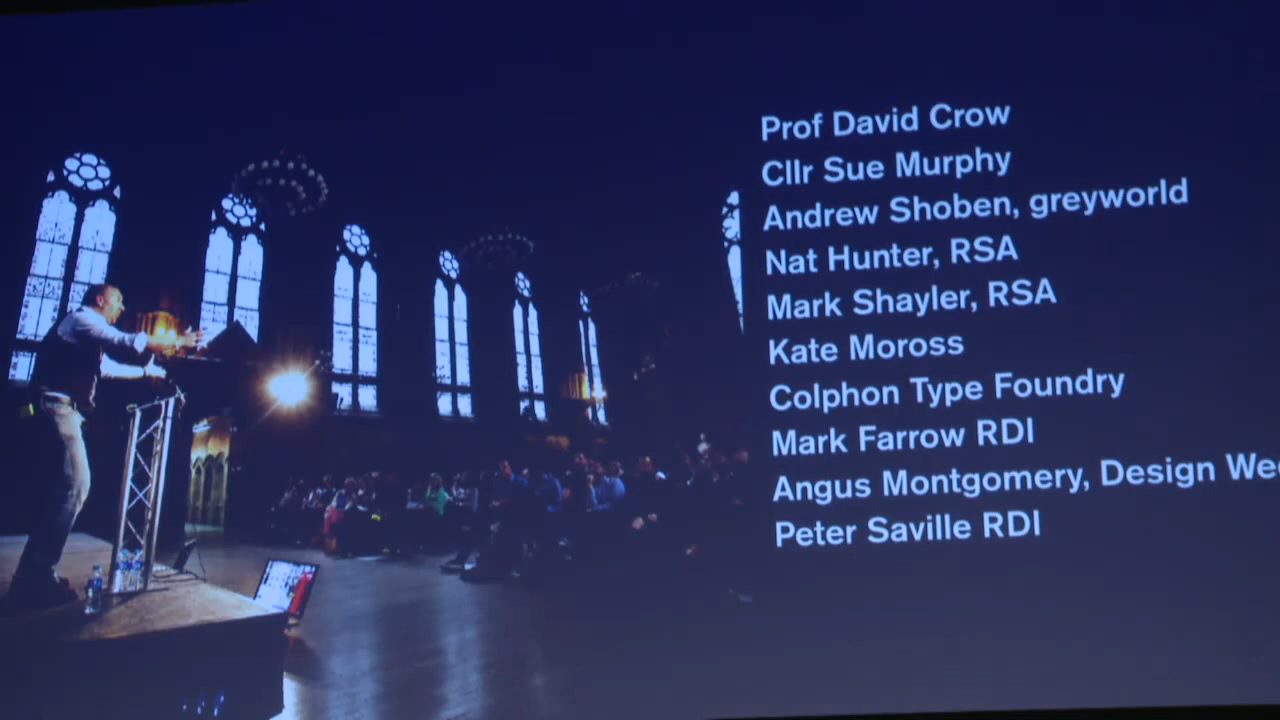 Prof David Crow
Cllr Sue Murphy
Andrew Shoben, greyworld
Nat Hunter, RSA
Mark Shayler, RSA
Kate Moross
Colphon Type Foundry
Mark Farrow RDI
Angus Montgomery, Design
Peter Saville RDI